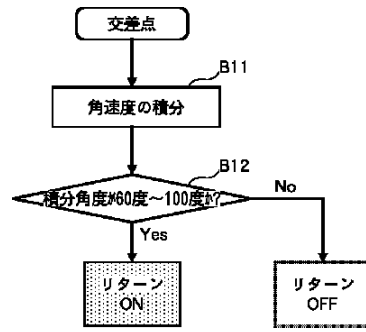 交差点
B11
角速度の積分
B12
積分角度が60度～100度か?
No
Yes
リターン
ON
リターン
OFF